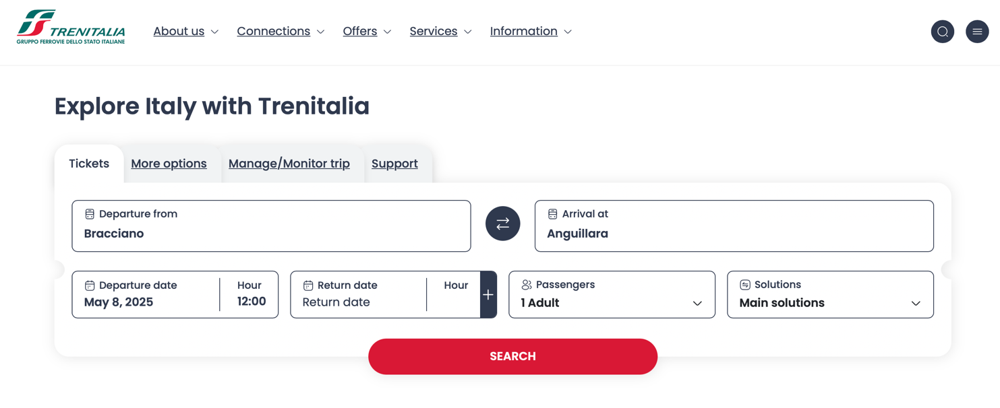 TRENITALIA
GRUPPO FERROVIE DELLO STATO ITALIANE
About us
Connections
Offers
Services
Information
Explore Italy with Trenitalia
Tickets
More options
Manage/Monitor trip
Support
Departure from
Bracciano
Arrival at
Anguillara
Departure date
May 8, 2025
Hour
12:00
Return date
Return date
Hour
Passengers
1 Adult
Solutions
Main solutions
SEARCH